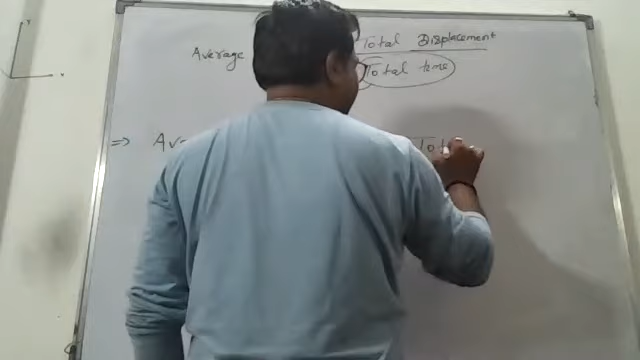 Average Total Displacement
Total time
⇒ Av Tot